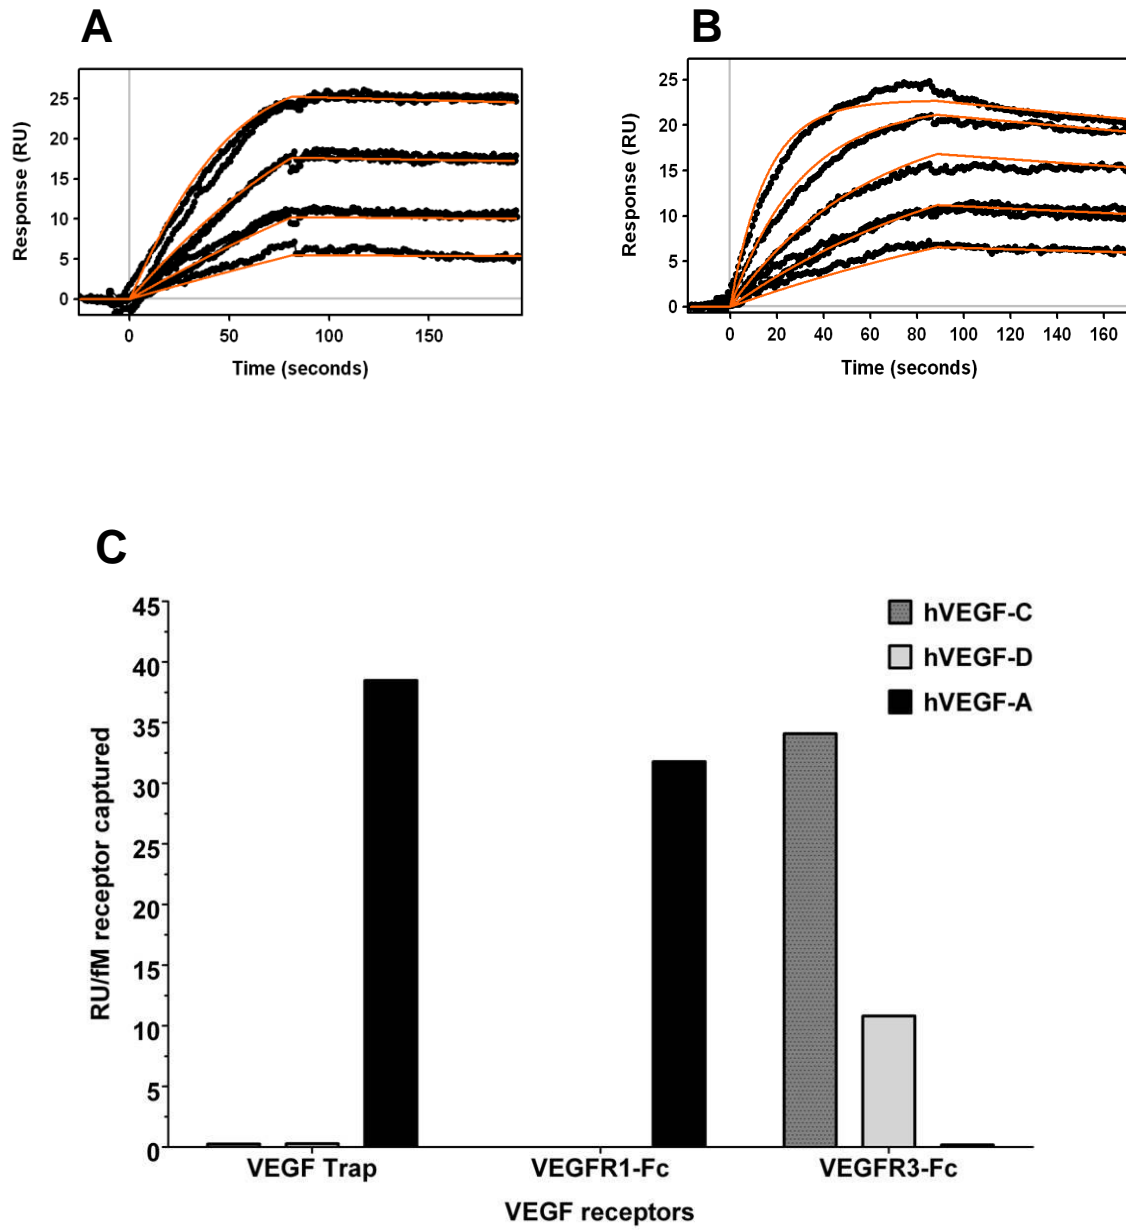 A
Response (RU)
25
20
15
10
5
0
0 50 100 150
Time (seconds)
B
Response (RU)
25
20
15
10
5
0
0 20 40 60 80 100 120 140 160
Time (seconds)
C
RU/fM receptor captured
45
40
35
30
25
20
15
10
5
0
hVEGF-C
hVEGF-D
hVEGF-A
VEGF Trap VEGFR1-Fc VEGFR3-Fc
VEGF receptors